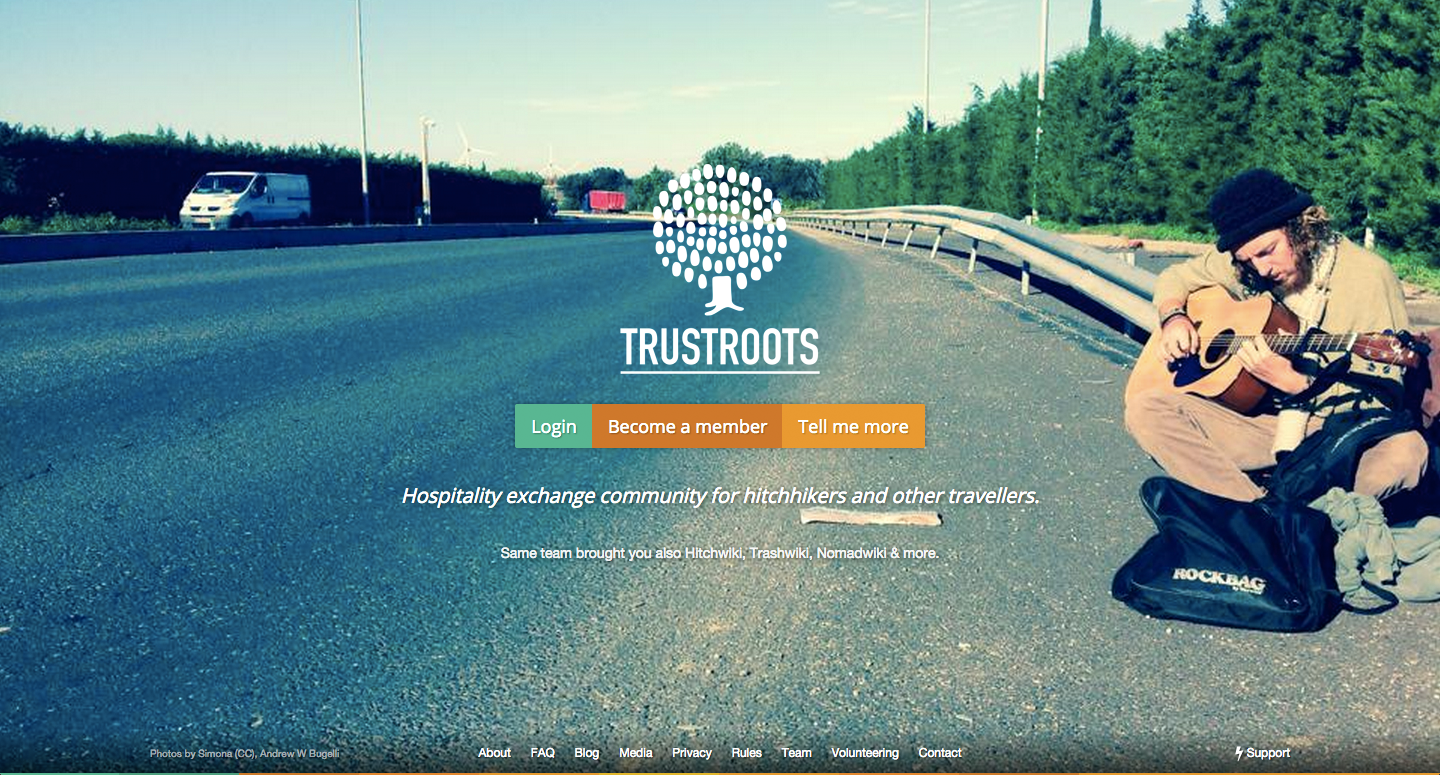 TRUSTROOTS
Login Become a member Tell me more
Hospitality exchange community for hitchhikers and other travellers.
Same team brought you also Hitchwiki, Trashwiki, Nomadwiki & more.
ROCKBAG
Photos by Simona (CC), Andrew W Bugelli About FAQ Blog Media Privacy Rules Team Volunteering Contact Support